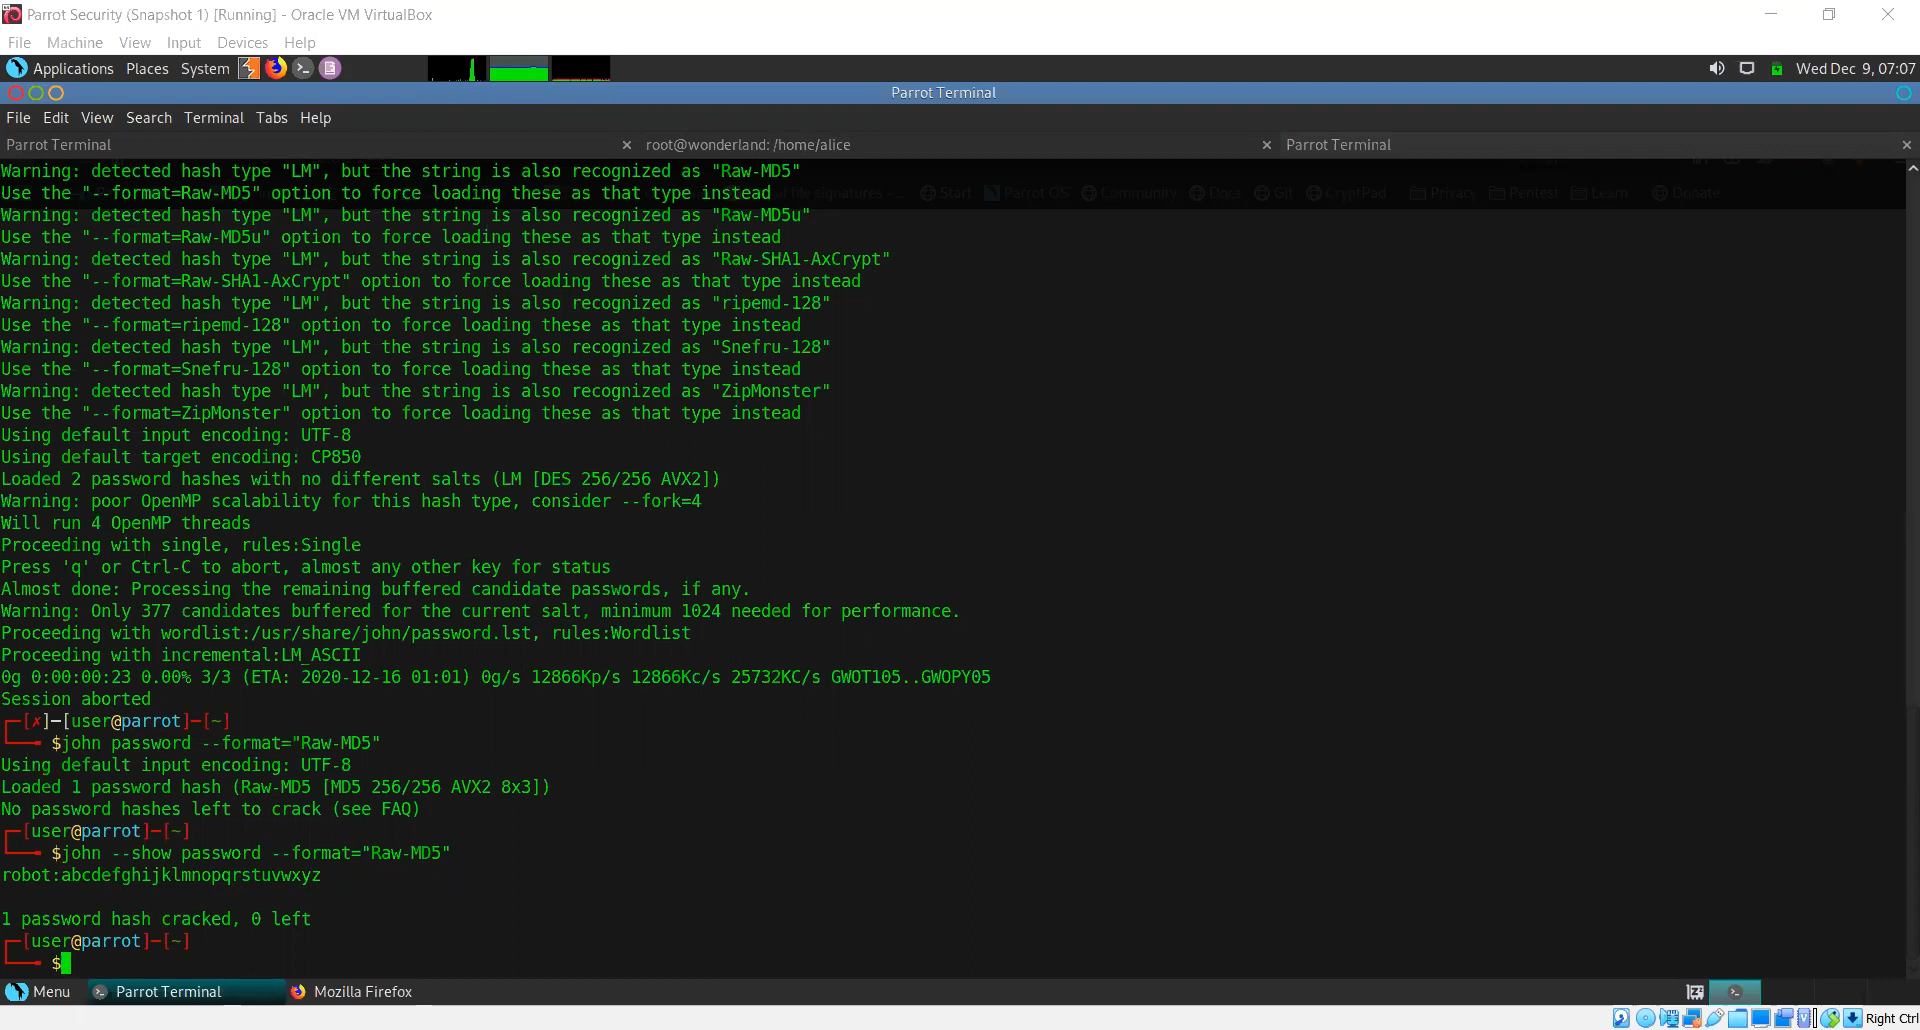 Parrot Security (Snapshot 1) [Running] - Oracle VM VirtualBox
File Machine View Input Devices Help
Applications Places System
Wed Dec 9, 07:07
Parrot Terminal
File Edit View Search Terminal Tabs Help
Parrot Terminal × root@wonderland: /home/alice × Parrot Terminal ×
Warning: detected hash type "LM", but the string is also recognized as "Raw-MD5"
Use the "--format=Raw-MD5" option to force loading these as that type instead
file signatures - Start Parrot OS Community Docs Git CryptPad Privacy Pentest Learn Donate
Warning: detected hash type "LM", but the string is also recognized as "Raw-MD5u"
Use the "--format=Raw-MD5u" option to force loading these as that type instead
Warning: detected hash type "LM", but the string is also recognized as "Raw-SHA1-AxCrypt"
Use the "--format=Raw-SHA1-AxCrypt" option to force loading these as that type instead
Warning: detected hash type "LM", but the string is also recognized as "ripemd-128"
Use the "--format=ripemd-128" option to force loading these as that type instead
Warning: detected hash type "LM", but the string is also recognized as "Snefru-128"
Use the "--format=Snefru-128" option to force loading these as that type instead
Warning: detected hash type "LM", but the string is also recognized as "ZipMonster"
Use the "--format=ZipMonster" option to force loading these as that type instead
Using default input encoding: UTF-8
Using default target encoding: CP850
Loaded 2 password hashes with no different salts (LM [DES 256/256 AVX2])
Warning: poor OpenMP scalability for this hash type, consider --fork=4
Will run 4 OpenMP threads
Proceeding with single, rules:Single
Press 'q' or Ctrl-C to abort, almost any other key for status
Almost done: Processing the remaining buffered candidate passwords, if any.
Warning: Only 377 candidates buffered for the current salt, minimum 1024 needed for performance.
Proceeding with wordlist:/usr/share/john/password.lst, rules:Wordlist
Proceeding with incremental:LM_ASCII
0g 0:00:00:23 0.00% 3/3 (ETA: 2020-12-16 01:01) 0g/s 12866Kp/s 12866Kc/s 25732KC/s GWOT105..GWOPY05
Session aborted
┌─[✗]─[user@parrot]─[~]
└──╼ $john password --format="Raw-MD5"
Using default input encoding: UTF-8
Loaded 1 password hash (Raw-MD5 [MD5 256/256 AVX2 8x3])
No password hashes left to crack (see FAQ)
┌─[user@parrot]─[~]
└──╼ $john --show password --format="Raw-MD5"
robot:abcdefghijklmnopqrstuvwxyz
1 password hash cracked, 0 left
┌─[user@parrot]─[~]
└──╼ $
Menu Parrot Terminal Mozilla Firefox
Right Ctrl